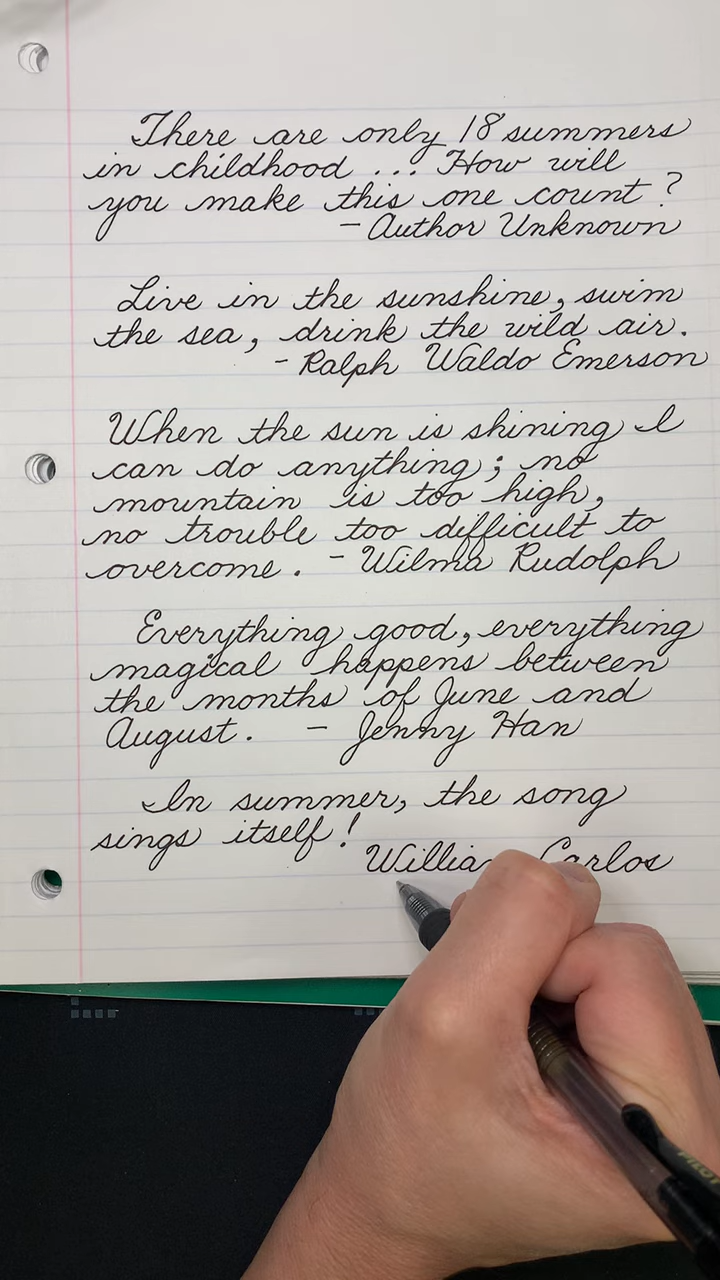 There are only 18 summers
in childhood ... How will
you make this one count?
- Author Unknown
Live in the sunshine, swim
the sea, drink the wild air.
- Ralph Waldo Emerson
When the sun is shining I
can do anything; no
mountain is too high,
no trouble too difficult to
overcome. - Wilma Rudolph
Everything good, everything
magical happens between
the months of June and
August. - Jenny Han
In summer, the song
sings itself!
Carlos
PILOT